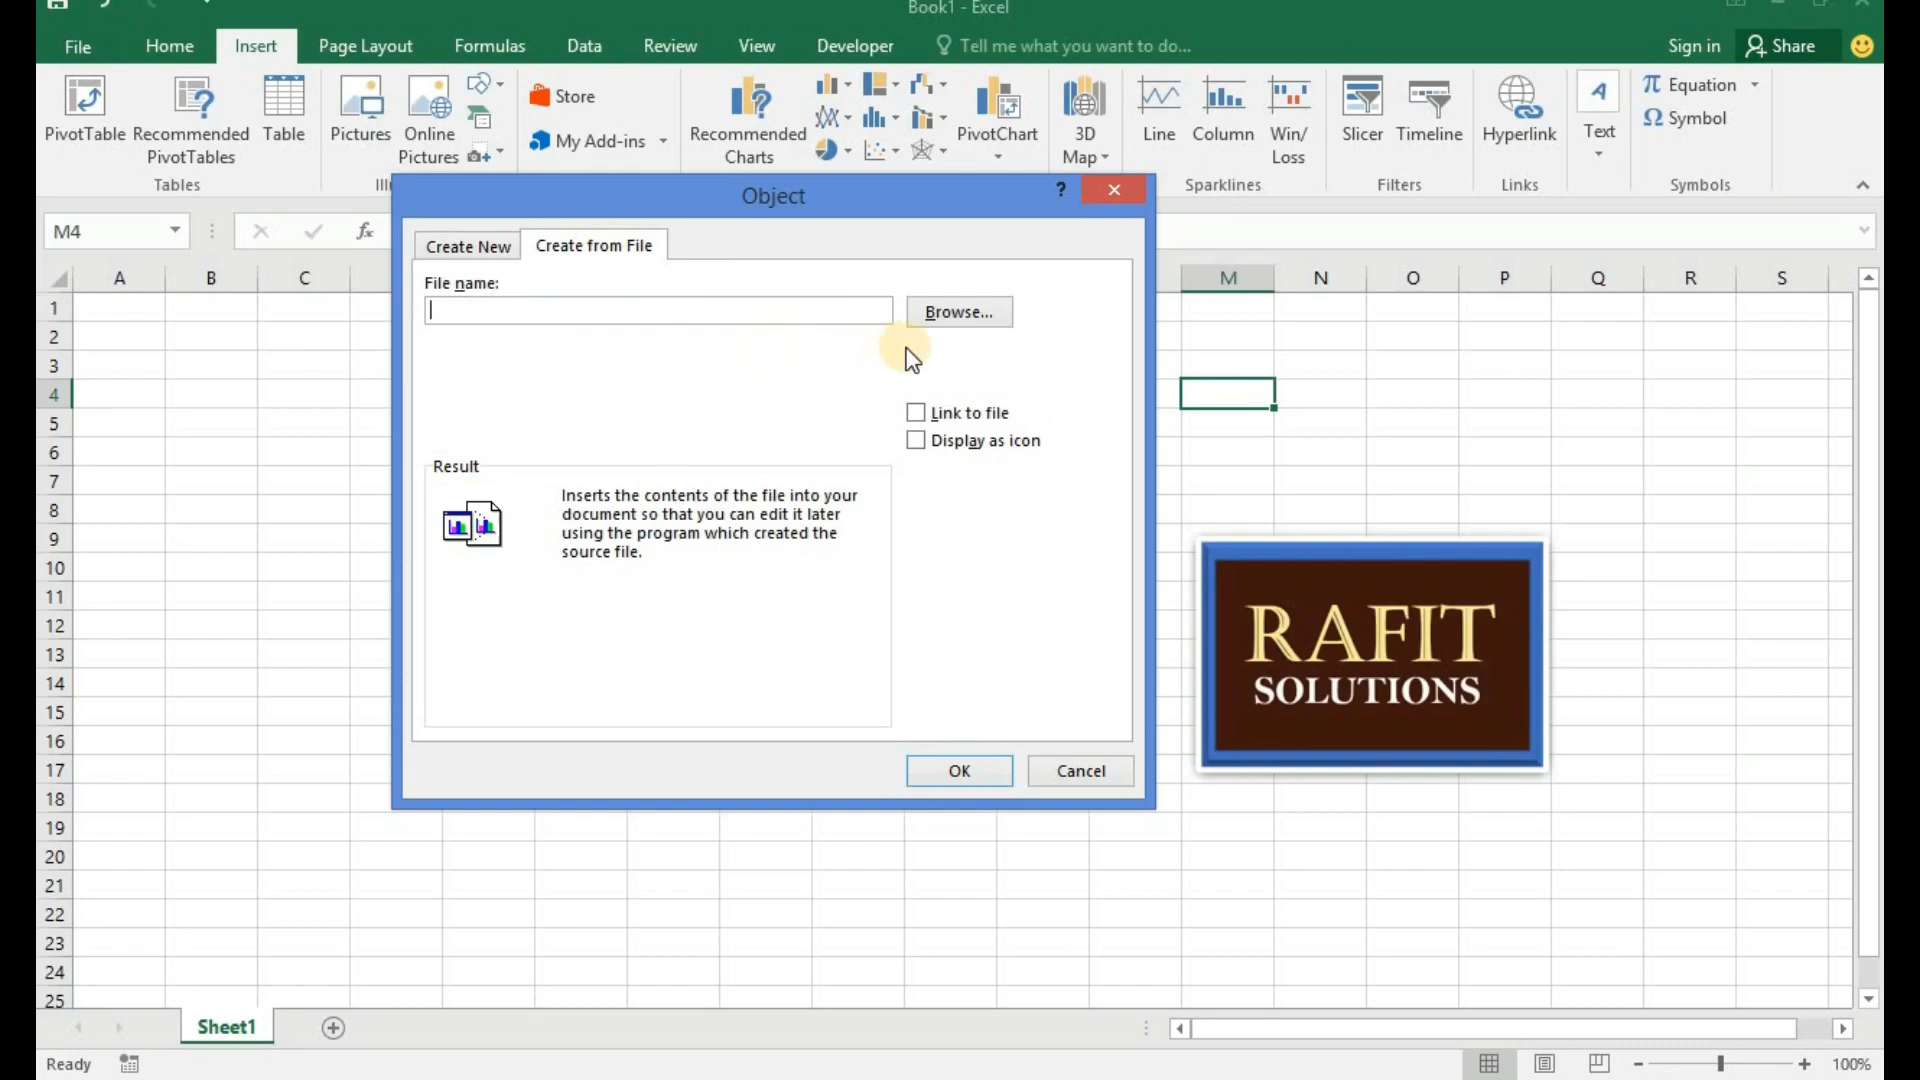 Book1 - Excel
File Home Insert Page Layout Formulas Data Review View Developer Tell me what you want to do... Sign in Share
PivotTable Recommended PivotTables Table Pictures Online Pictures Store My Add-ins Recommended Charts PivotChart 3D Map Line Column Win/Loss Slicer Timeline Hyperlink Text Equation Symbol
Tables Illu Sparklines Filters Links Symbols
M4 fx
Object ?
Create New Create from File
File name:
Browse...
Link to file
Display as icon
Result
Inserts the contents of the file into your
document so that you can edit it later
using the program which created the
source file.
OK Cancel
A B C M N O P Q R S
1
2
3
4
5
6
7
8
9
10
11
12
13
14
15
16
17
18
19
20
21
22
23
24
25
RAFIT
SOLUTIONS
Sheet1
Ready 100%